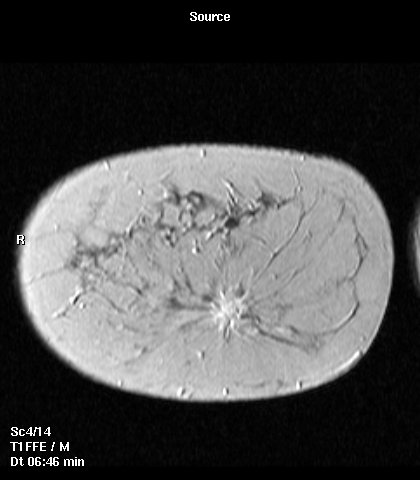 Source
R
Sc4/14
T1FFE / M
Dt 06:46 min